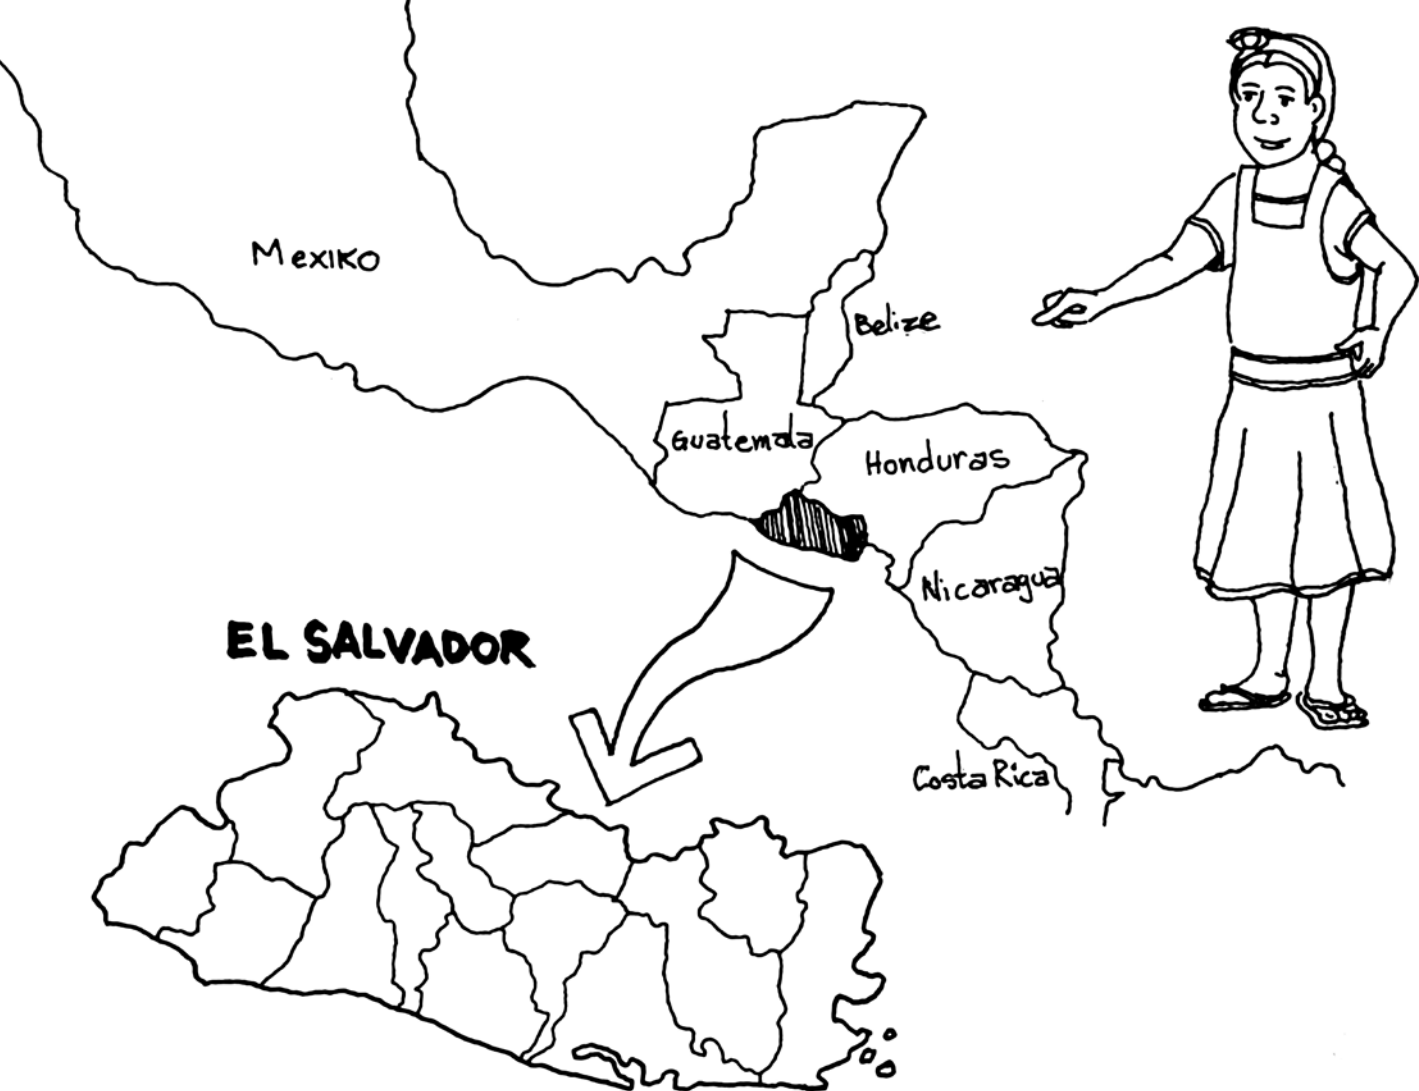 Mexiko
Belize
Guatemala
Honduras
Nicaragua
EL SALVADOR
Costa Rica